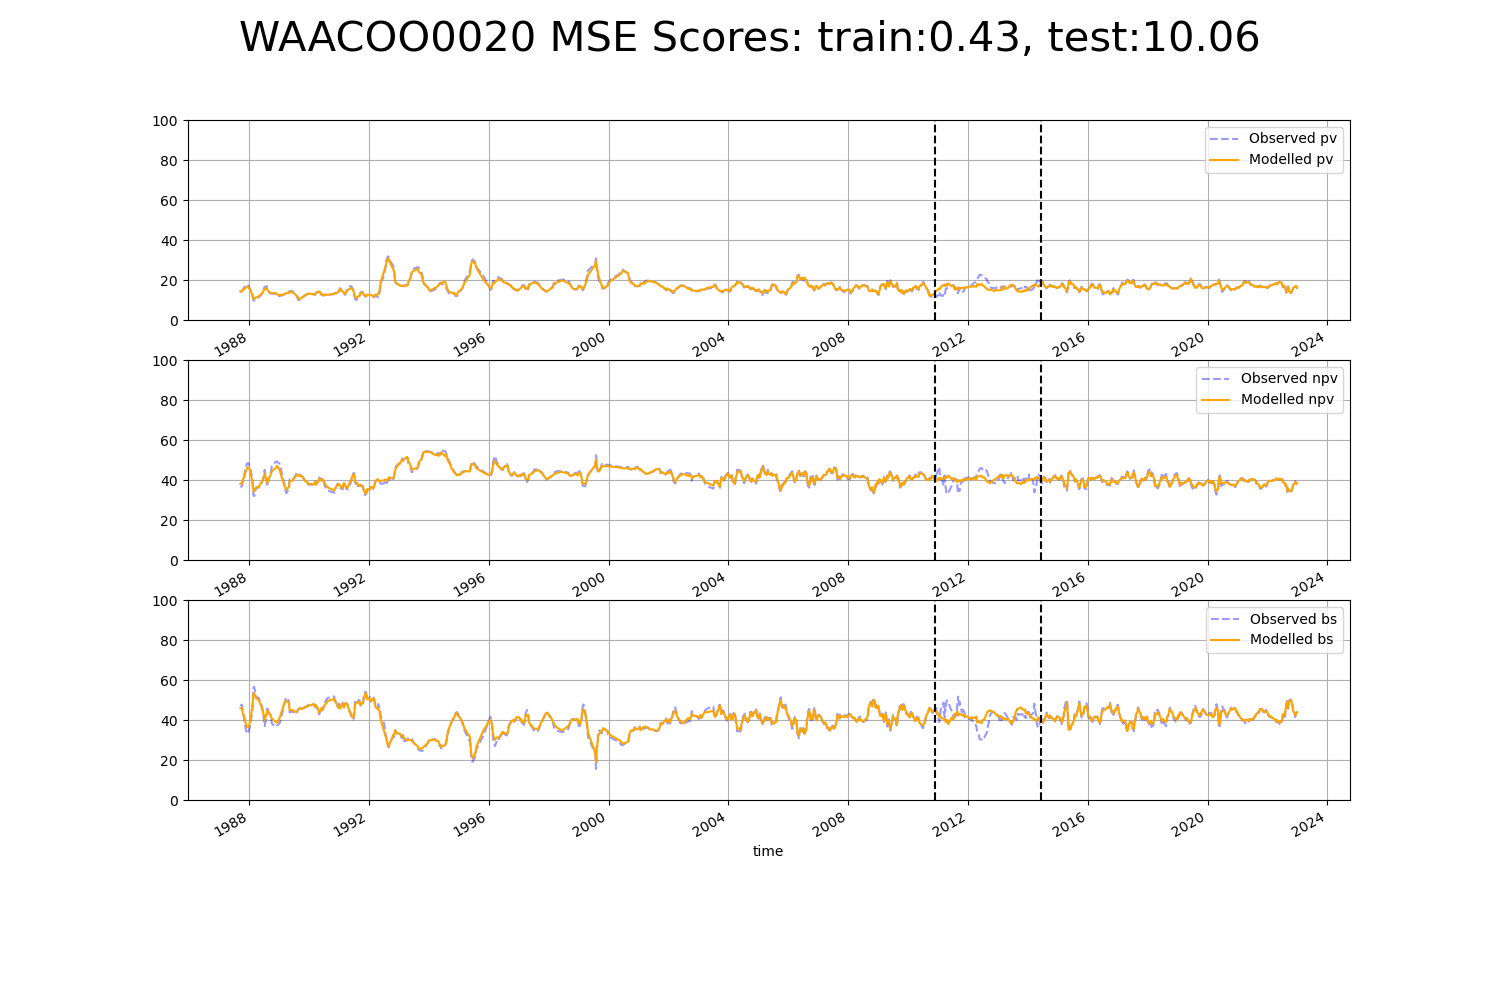 WAACOO0020 MSE Scores: train:0.43, test:10.06
100
80
60
40
20
0
Observed pv
Modelled pv
1988 1992 1996 2000 2004 2008 2012 2016 2020 2024
100
80
60
40
20
0
Observed npv
Modelled npv
1988 1992 1996 2000 2004 2008 2012 2016 2020 2024
100
80
60
40
20
0
Observed bs
Modelled bs
1988 1992 1996 2000 2004 2008 2012 2016 2020 2024
time